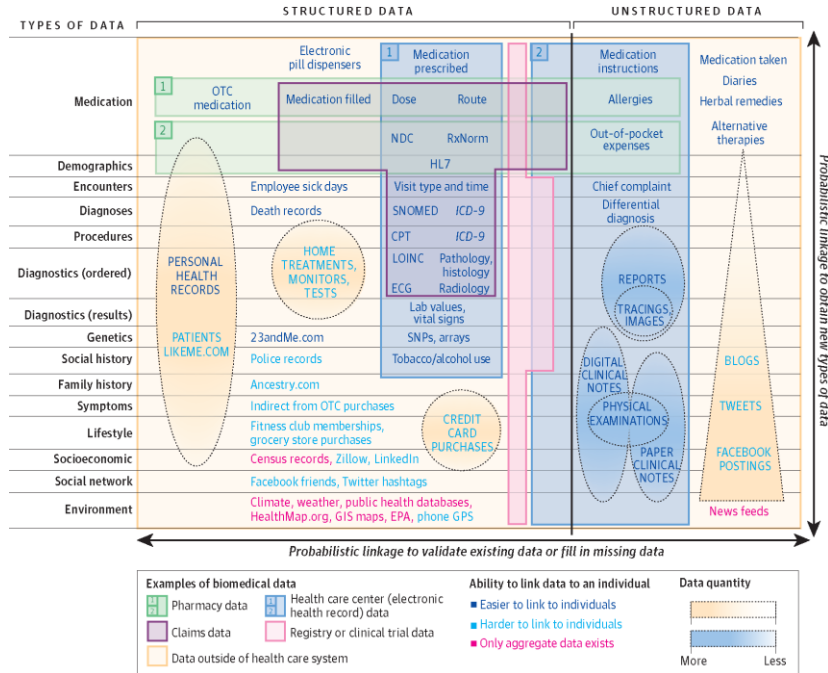 STRUCTURED DATA
UNSTRUCTURED DATA
TYPES OF DATA
Medication
Demographics
Encounters
Diagnoses
Procedures
Diagnostics (ordered)
Diagnostics (results)
Genetics
Social history
Family history
Symptoms
Lifestyle
Socioeconomic
Social network
Environment
1
OTC
medication
2
PERSONAL
HEALTH
RECORDS
PATIENTS
LIKEME.COM
Electronic
pill dispensers
Medication filled
Employee sick days
Death records
HOME
TREATMENTS,
MONITORS,
TESTS
23andMe.com
Police records
Ancestry.com
Indirect from OTC purchases
Fitness club memberships,
grocery store purchases
Census records, Zillow, LinkedIn
Facebook friends, Twitter hashtags
Climate, weather, public health databases,
HealthMap.org, GIS maps, EPA, phone GPS
CREDIT
CARD
PURCHASES
1
Medication
prescribed
Dose Route
NDC RxNorm
HL7
Visit type and time
SNOMED ICD-9
CPT ICD-9
LOINC Pathology,
histology
ECG Radiology
Lab values,
vital signs
SNPs, arrays
Tobacco/alcohol use
2
Medication
instructions
Allergies
Out-of-pocket
expenses
Chief complaint
Differential
diagnosis
REPORTS
TRACINGS,
IMAGES
DIGITAL
CLINICAL
NOTES
PHYSICAL
EXAMINATIONS
PAPER
CLINICAL
NOTES
Medication taken
Diaries
Herbal remedies
Alternative
therapies
BLOGS
TWEETS
FACEBOOK
POSTINGS
News feeds
Probabilistic linkage to obtain new types of data
Probabilistic linkage to validate existing data or fill in missing data
Examples of biomedical data
1
2
Pharmacy data
1
2
Health care center (electronic
health record) data
Claims data
Registry or clinical trial data
Data outside of health care system
Ability to link data to an individual
Easier to link to individuals
Harder to link to individuals
Only aggregate data exists
Data quantity
More Less